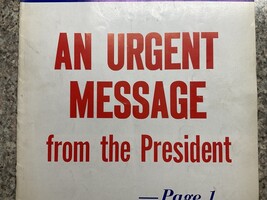 AN URGENT
MESSAGE
from the President
—Page 1